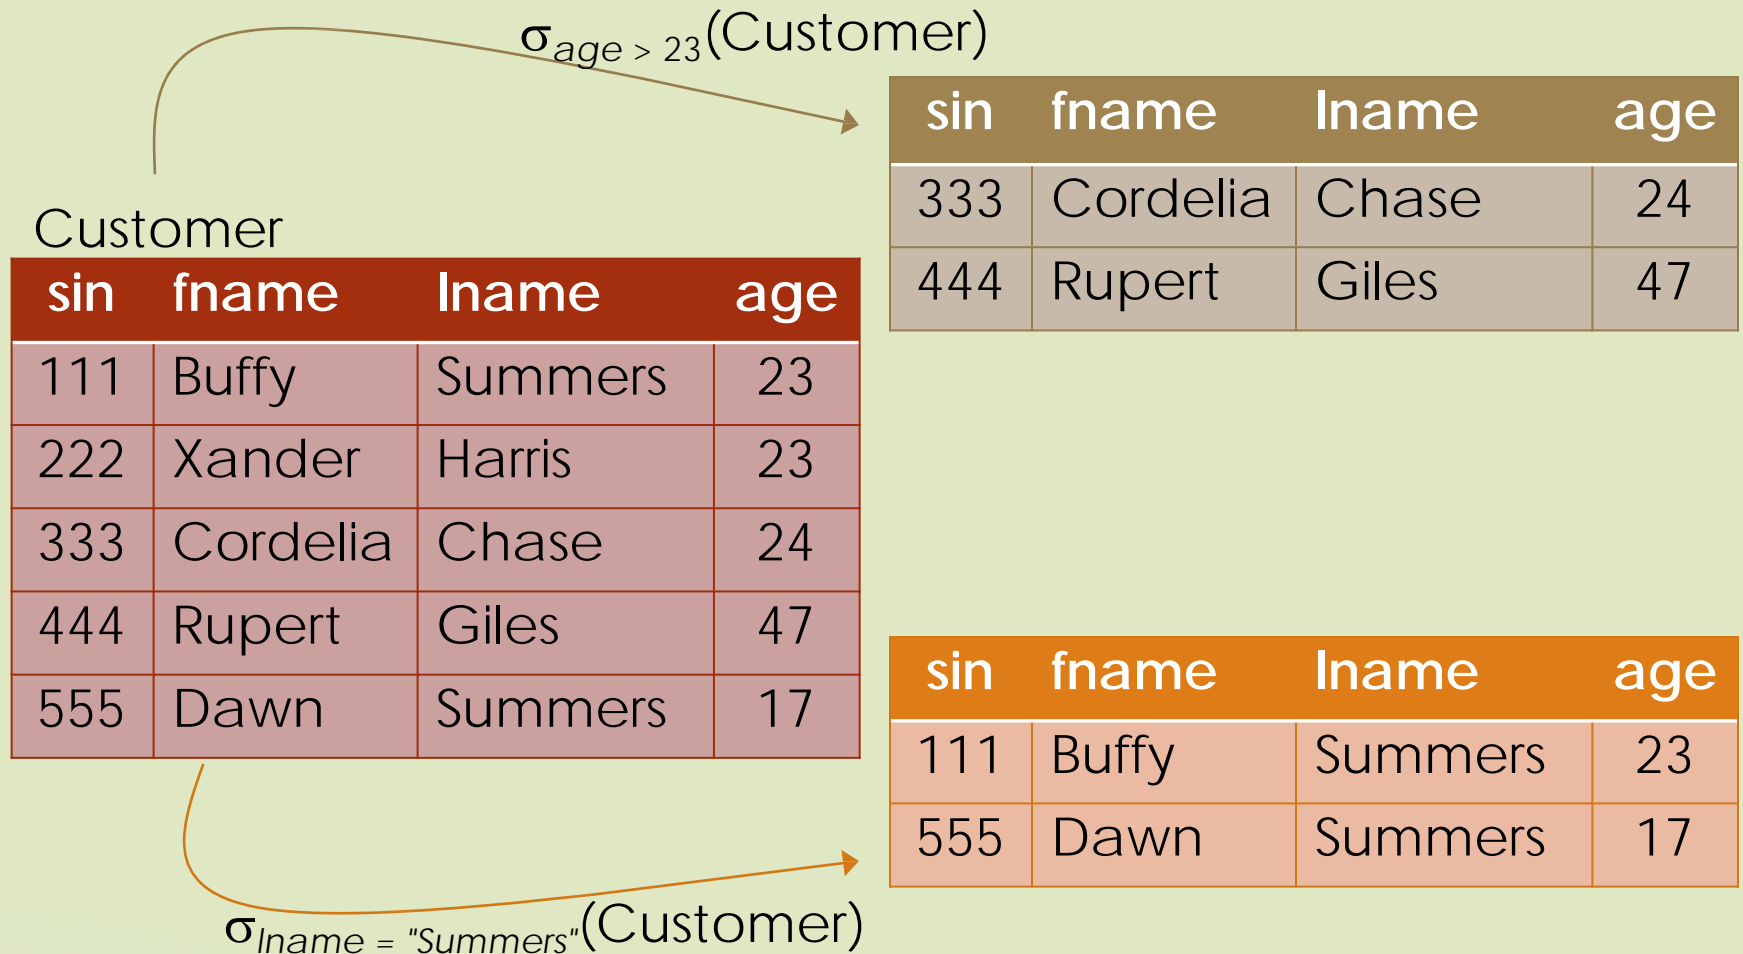 σage > 23(Customer)
sin fname lname age
333 Cordelia Chase 24
444 Rupert Giles 47
Customer
sin fname lname age
111 Buffy Summers 23
222 Xander Harris 23
333 Cordelia Chase 24
444 Rupert Giles 47
555 Dawn Summers 17
sin fname lname age
111 Buffy Summers 23
555 Dawn Summers 17
σlname = "Summers"(Customer)